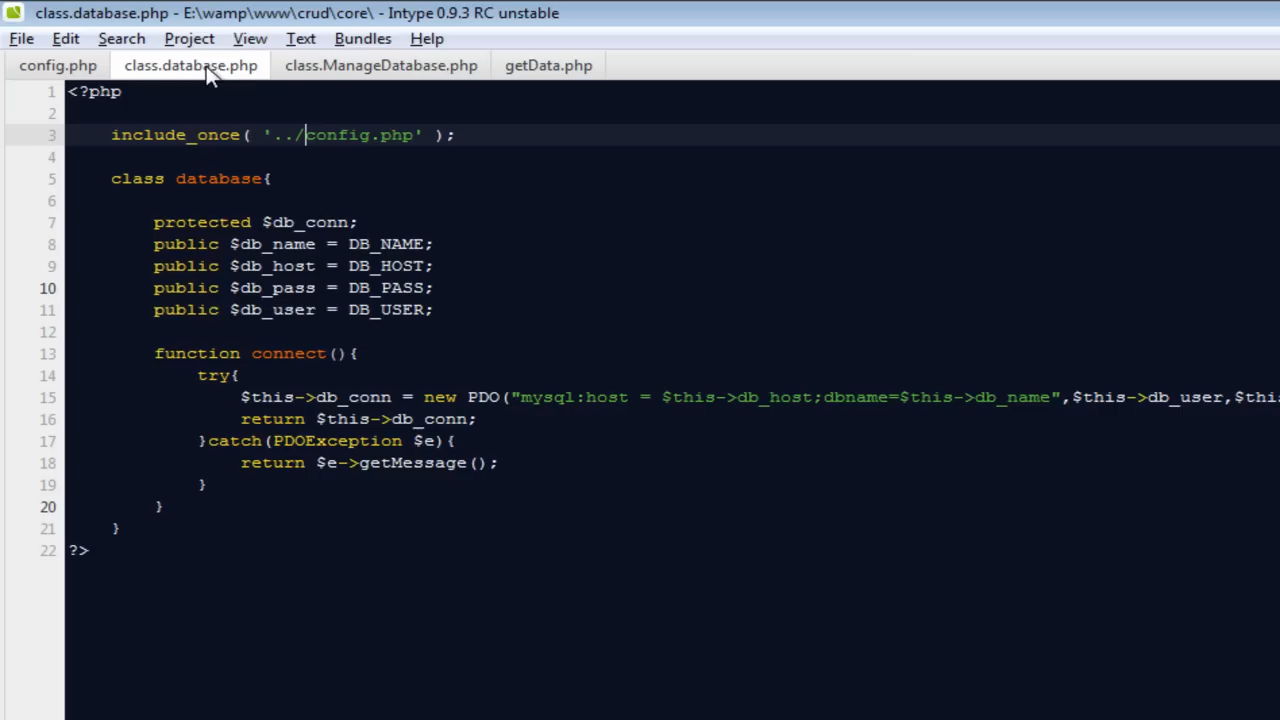 class.database.php - E:\wamp\www\crud\core\ - Intype 0.9.3 RC unstable
File Edit Search Project View Text Bundles Help
config.php class.database.php class.ManageDatabase.php getData.php
1 <?php
2
3 include_once( '../config.php' );
4
5 class database{
6
7 protected $db_conn;
8 public $db_name = DB_NAME;
9 public $db_host = DB_HOST;
10 public $db_pass = DB_PASS;
11 public $db_user = DB_USER;
12
13 function connect(){
14 try{
15 $this->db_conn = new PDO("mysql:host = $this->db_host;dbname=$this->db_name",$this->db_user,$this
16 return $this->db_conn;
17 }catch(PDOException $e){
18 return $e->getMessage();
19 }
20 }
21 }
22 ?>